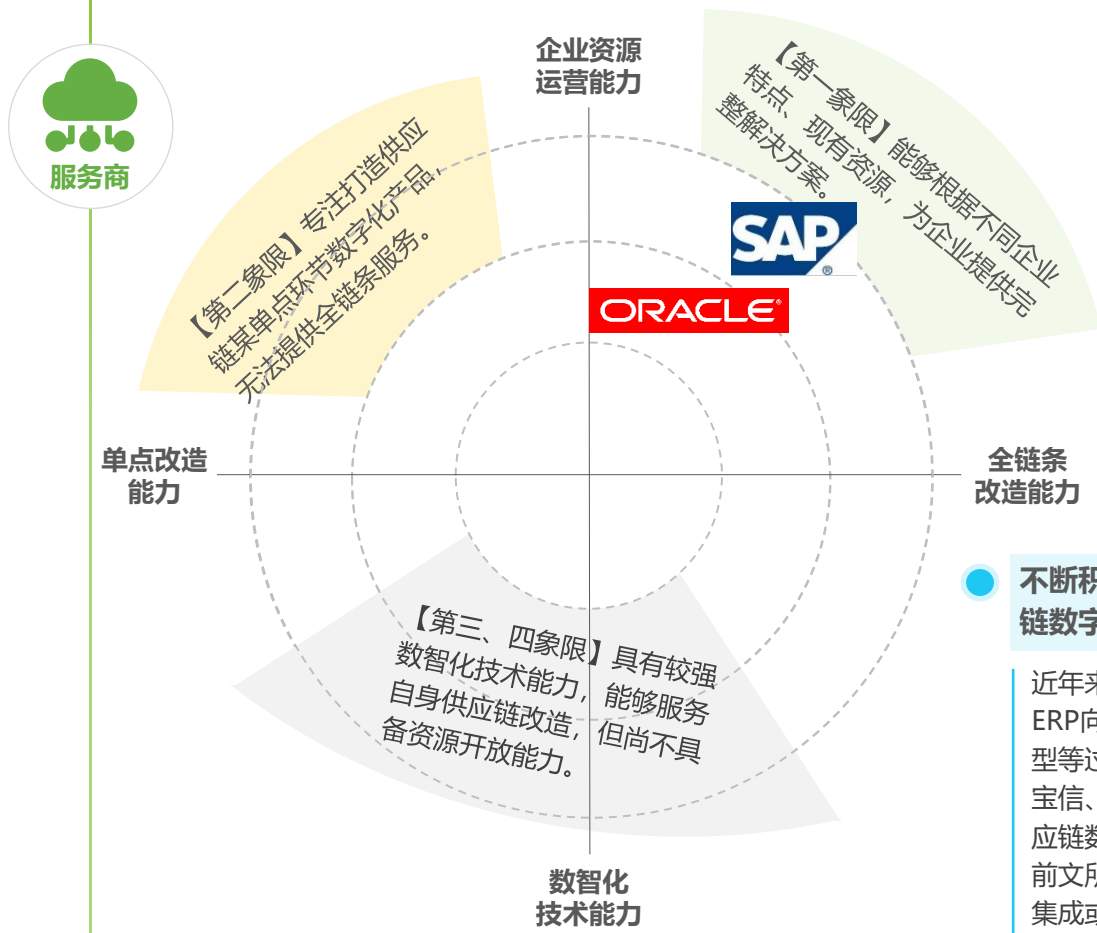 企业资源
运营能力
服务商
【第一象限】能够根据不同企业
特点、现有资源，为企业提供完
整解决方案。
【第二象限】专注打造供应
链某单点环节数字化产品，
无法提供全链条服务。
SAP
®
ORACLE®
单点改造
能力
全链条
改造能力
【第三、四象限】具有较强
数智化技术能力，能够服务
自身供应链改造，但尚不具
备资源开放能力。
数智化
技术能力
不断积
链数字
近年来
ERP向
型等过
宝信、
应链数
前文所
集成或